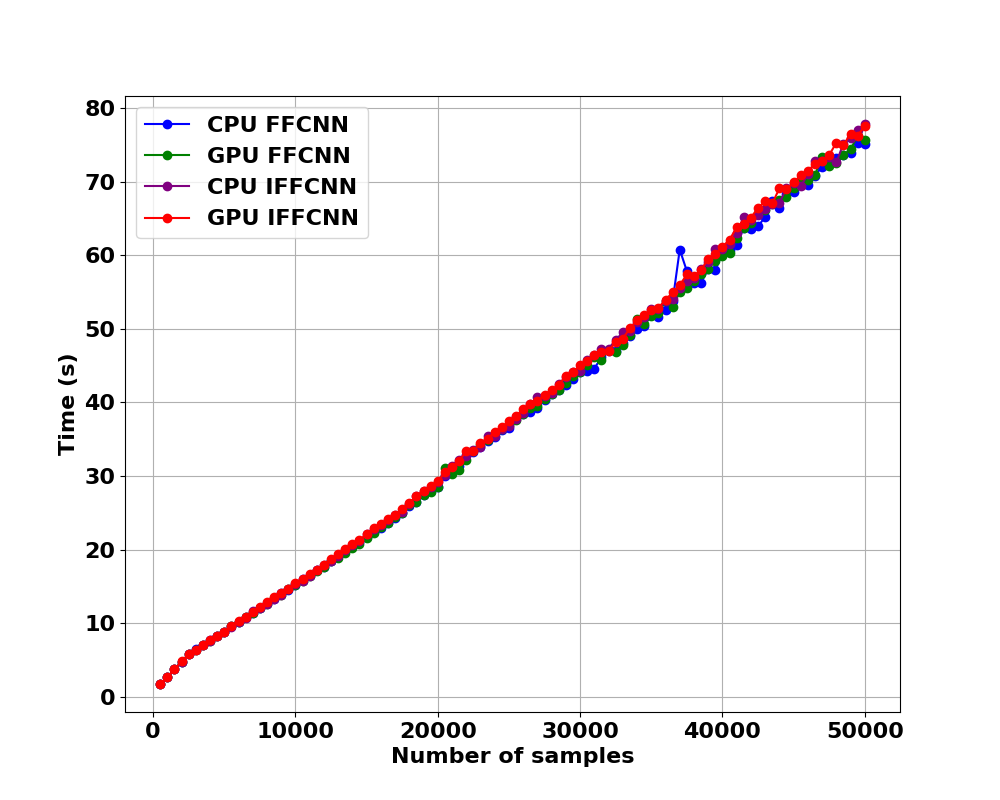 CPU FFCNN
GPU FFCNN
CPU IFFCNN
GPU IFFCNN
80
70
60
50
40
30
20
10
0
Time (s)
0 10000 20000 30000 40000 50000
Number of samples